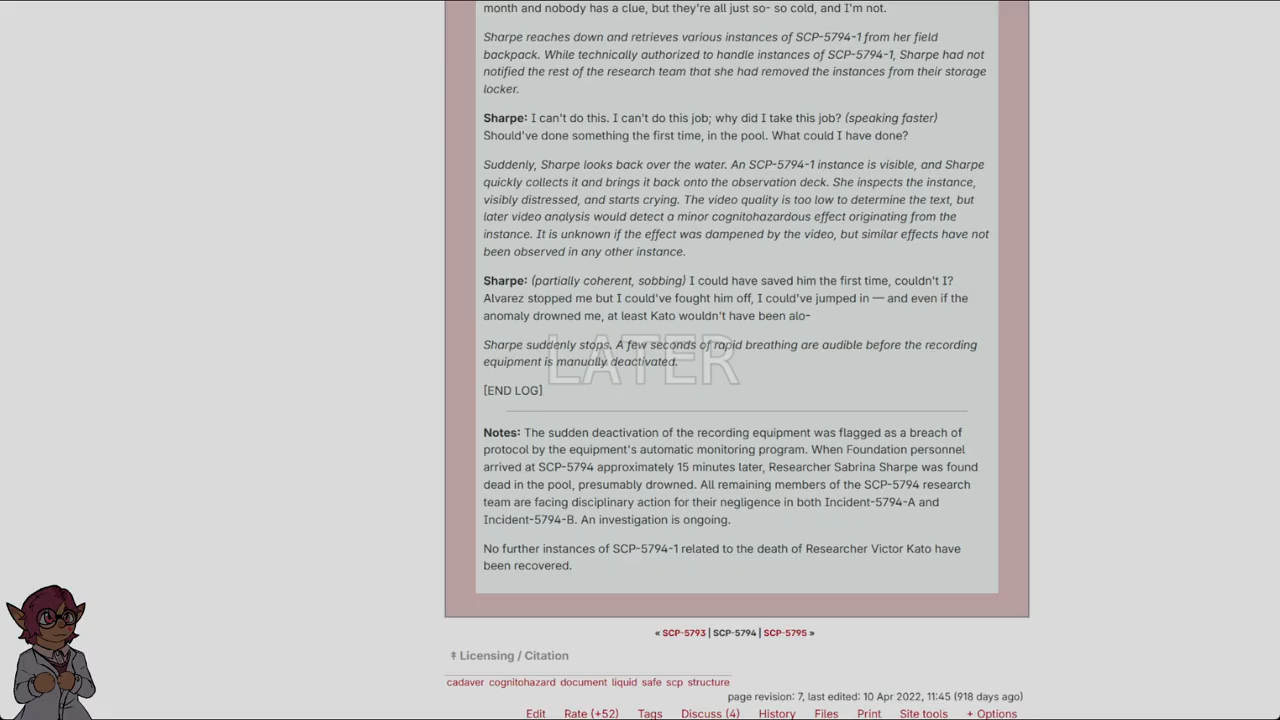 month and nobody has a clue, but they're all just so- so cold, and I'm not.
Sharpe reaches down and retrieves various instances of SCP-5794-1 from her field
backpack. While technically authorized to handle instances of SCP-5794-1, Sharpe had not
notified the rest of the research team that she had removed the instances from their storage
locker.
Sharpe: I can't do this. I can't do this job; why did I take this job? (speaking faster)
Should've done something the first time, in the pool. What could I have done?
Suddenly, Sharpe looks back over the water. An SCP-5794-1 instance is visible, and Sharpe
quickly collects it and brings it back onto the observation deck. She inspects the instance,
visibly distressed, and starts crying. The video quality is too low to determine the text, but
later video analysis would detect a minor cognitohazardous effect originating from the
instance. It is unknown if the effect was dampened by the video, but similar effects have not
been observed in any other instance.
Sharpe: (partially coherent, sobbing) I could have saved him the first time, couldn't I?
Alvarez stopped me but I could've fought him off, I could've jumped in — and even if the
anomaly drowned me, at least Kato wouldn't have been alo-
Sharpe suddenly stops. A few seconds of rapid breathing are audible before the recording
equipment is manually deactivated.
LATER
[END LOG]
Notes: The sudden deactivation of the recording equipment was flagged as a breach of
protocol by the equipment's automatic monitoring program. When Foundation personnel
arrived at SCP-5794 approximately 15 minutes later, Researcher Sabrina Sharpe was found
dead in the pool, presumably drowned. All remaining members of the SCP-5794 research
team are facing disciplinary action for their negligence in both Incident-5794-A and
Incident-5794-B. An investigation is ongoing.
No further instances of SCP-5794-1 related to the death of Researcher Victor Kato have
been recovered.
« SCP-5793 | SCP-5794 | SCP-5795 »
⇞ Licensing / Citation
cadaver cognitohazard document liquid safe scp structure
page revision: 7, last edited: 10 Apr 2022, 11:45 (918 days ago)
Edit Rate (+52) Tags Discuss (4) History Files Print Site tools + Options